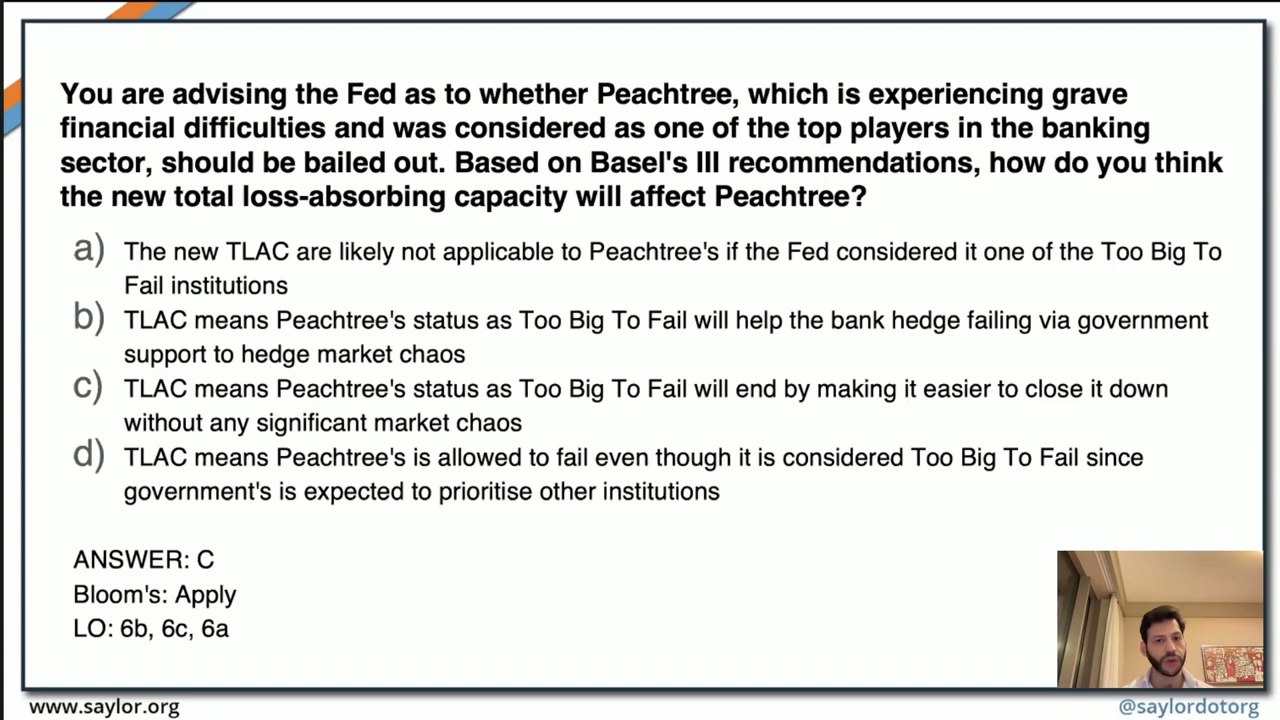 You are advising the Fed as to whether Peachtree, which is experiencing grave
financial difficulties and was considered as one of the top players in the banking
sector, should be bailed out. Based on Basel's III recommendations, how do you think
the new total loss-absorbing capacity will affect Peachtree?
a) The new TLAC are likely not applicable to Peachtree's if the Fed considered it one of the Too Big To
Fail institutions
b) TLAC means Peachtree's status as Too Big To Fail will help the bank hedge failing via government
support to hedge market chaos
c) TLAC means Peachtree's status as Too Big To Fail will end by making it easier to close it down
without any significant market chaos
d) TLAC means Peachtree's is allowed to fail even though it is considered Too Big To Fail since
government's is expected to prioritise other institutions
ANSWER: C
Bloom's: Apply
LO: 6b, 6c, 6a
www.saylor.org
@saylordotorg